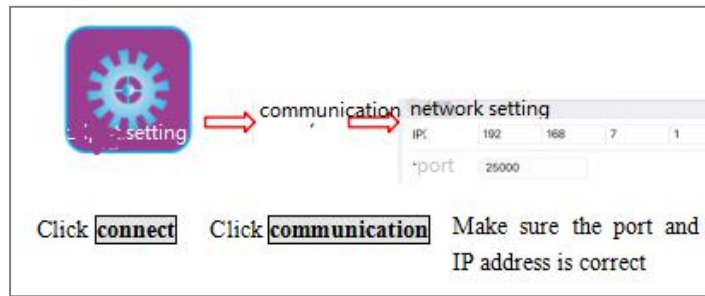 setting
communication
network setting
IP: 192 168 7 1
port 25000
Click connect
Click communication
Make sure the port and
IP address is correct